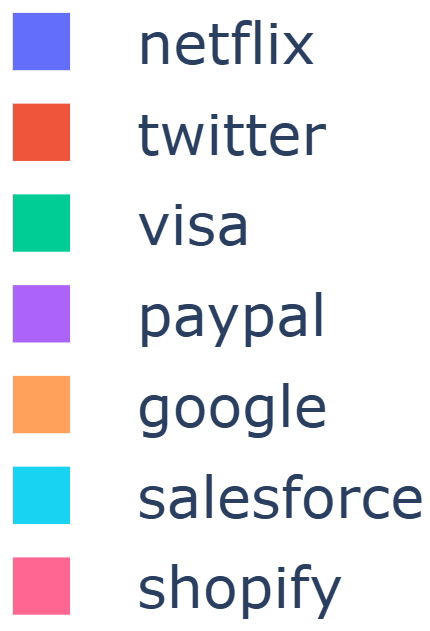 netflix
twitter
visa
paypal
google
salesforce
shopify